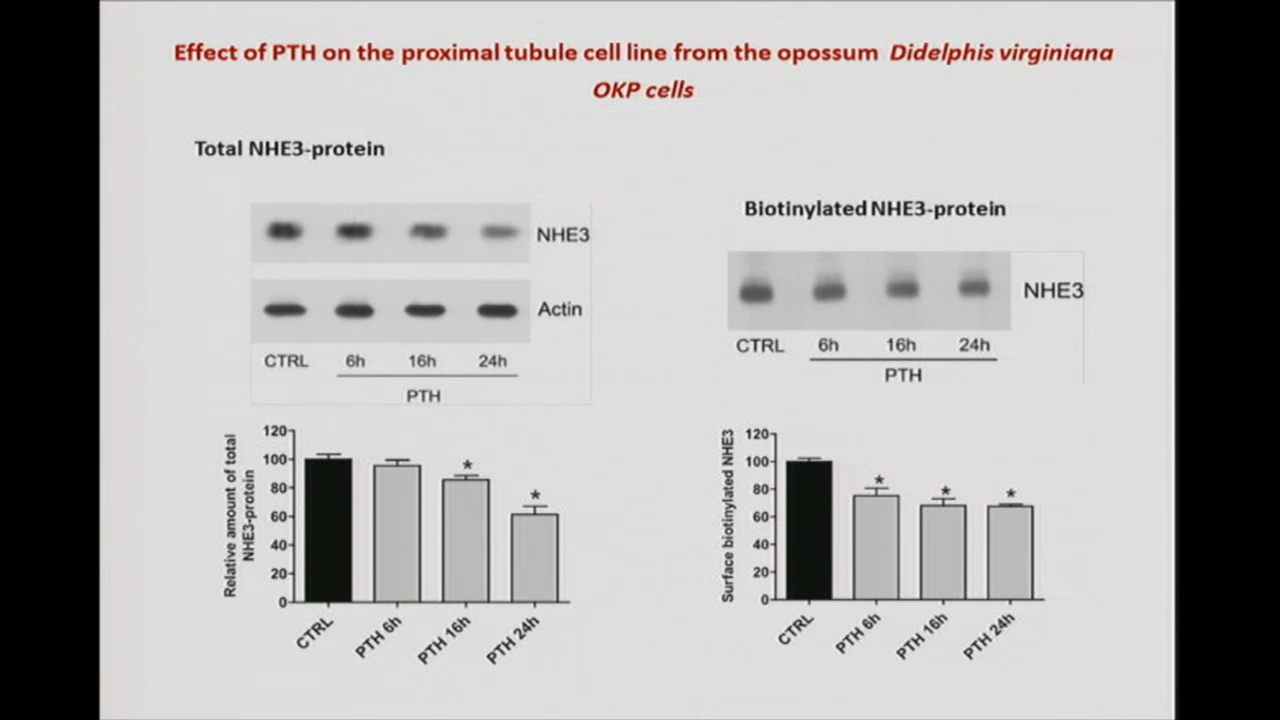 Effect of PTH on the proximal tubule cell line from the opossum Didelphis virginiana
OKP cells
Total NHE3-protein
NHE3
Actin
CTRL 6h 16h 24h
PTH
120
100
80
60
40
20
0
Relative amount of total
NHE3-protein
* *
CTRL PTH 6h PTH 16h PTH 24h
Biotinylated NHE3-protein
NHE3
CTRL 6h 16h 24h
PTH
120
100
80
60
40
20
0
Surface biotinylated NHE3
* * *
CTRL PTH 6h PTH 16h PTH 24h